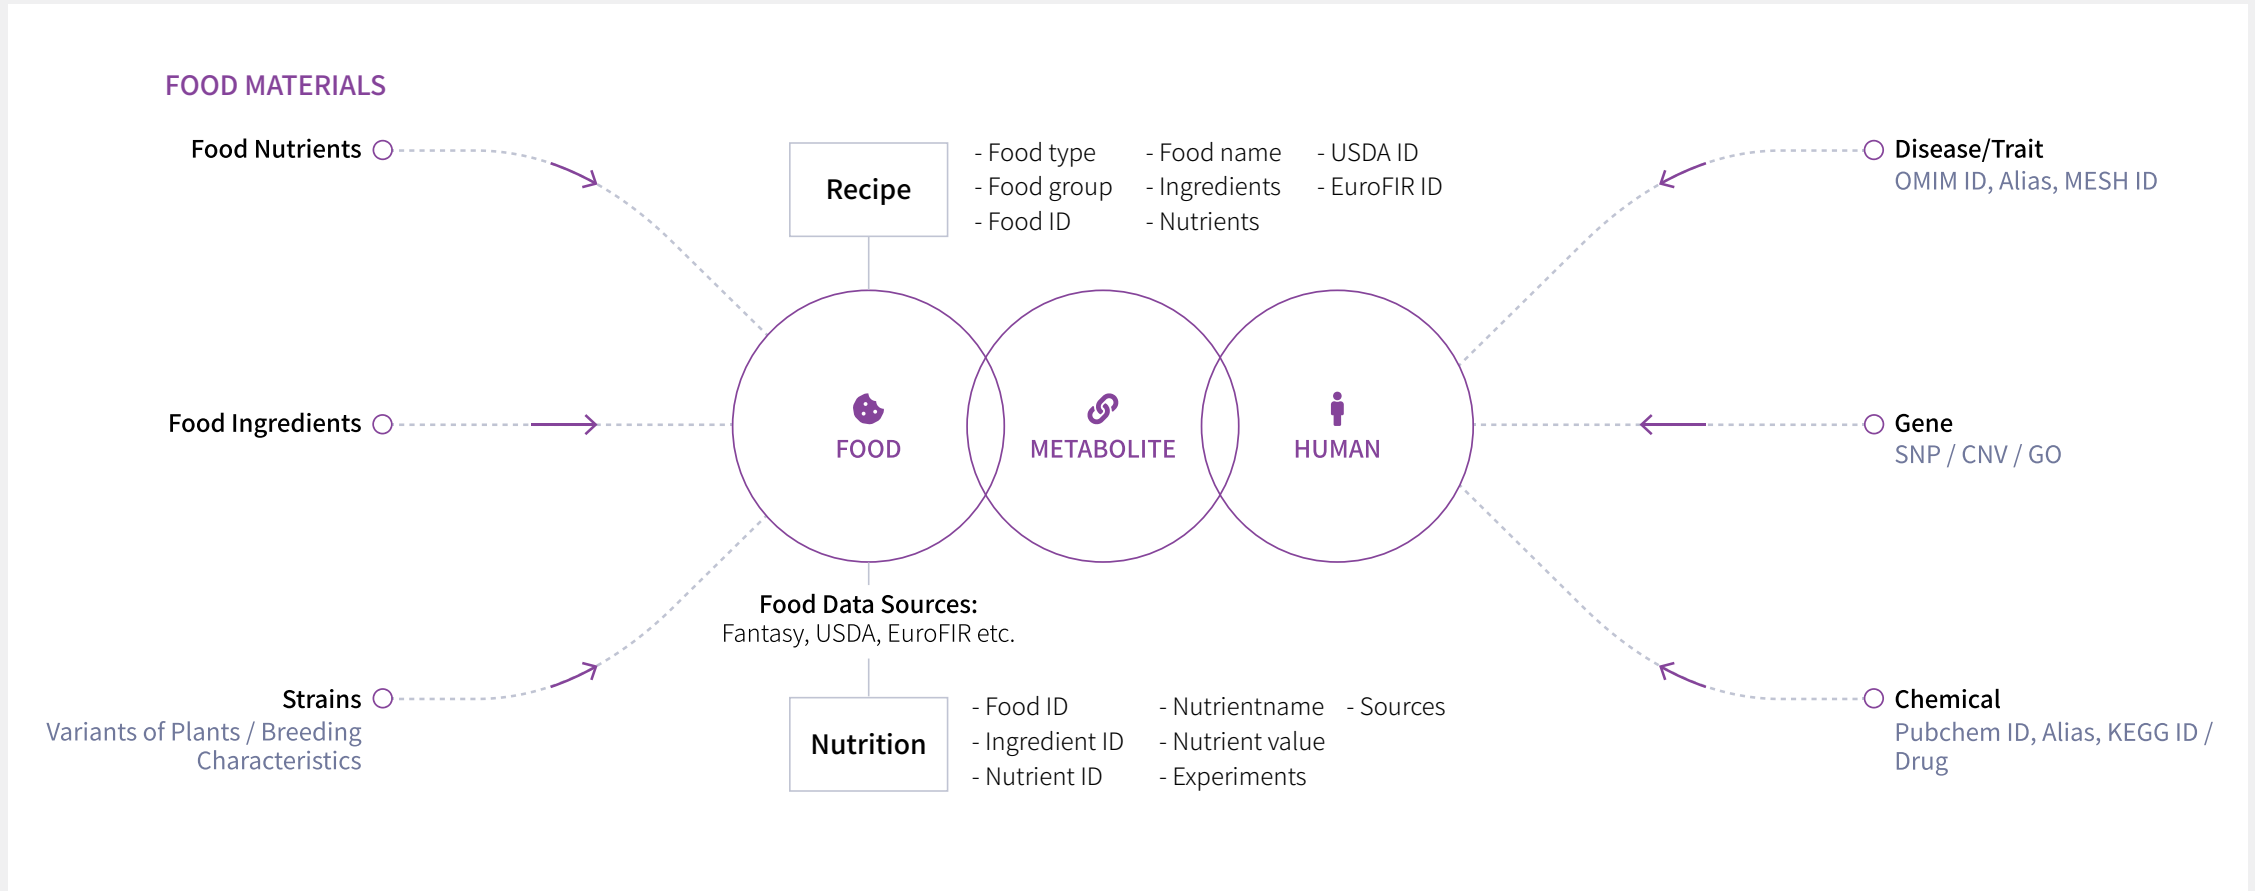 FOOD MATERIALS
Food Nutrients
Food Ingredients
Strains
Variants of Plants / Breeding
Characteristics
Recipe
- Food type
- Food group
- Food ID
- Food name
- Ingredients
- Nutrients
- USDA ID
- EuroFIR ID
FOOD
METABOLITE
HUMAN
Food Data Sources:
Fantasy, USDA, EuroFIR etc.
Nutrition
- Food ID
- Ingredient ID
- Nutrient ID
- Nutrientname
- Nutrient value
- Experiments
- Sources
Disease/Trait
OMIM ID, Alias, MESH ID
Gene
SNP / CNV / GO
Chemical
Pubchem ID, Alias, KEGG ID /
Drug